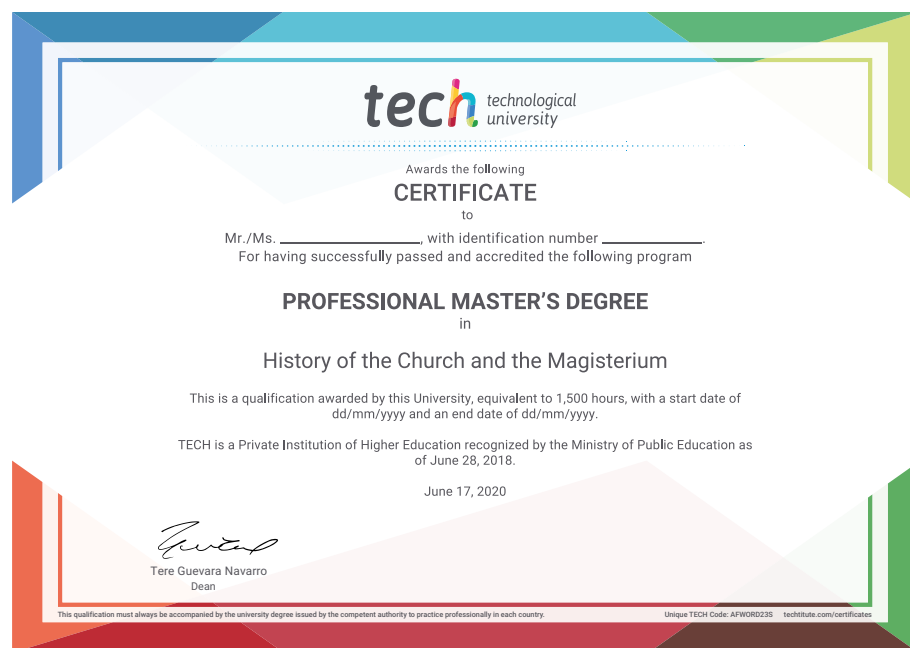 tech technological
university
Awards the following
CERTIFICATE
to
Mr./Ms. ____________________, with identification number ______________.
For having successfully passed and accredited the following program
PROFESSIONAL MASTER'S DEGREE
in
History of the Church and the Magisterium
This is a qualification awarded by this University, equivalent to 1,500 hours, with a start date of
dd/mm/yyyy and an end date of dd/mm/yyyy.
TECH is a Private Institution of Higher Education recognized by the Ministry of Public Education as
of June 28, 2018.
June 17, 2020
Tere Guevara Navarro
Dean
This qualification must always be accompanied by the university degree issued by the competent authority to practice professionally in each country.
Unique TECH Code: AFWORD23S techtitute.com/certificates